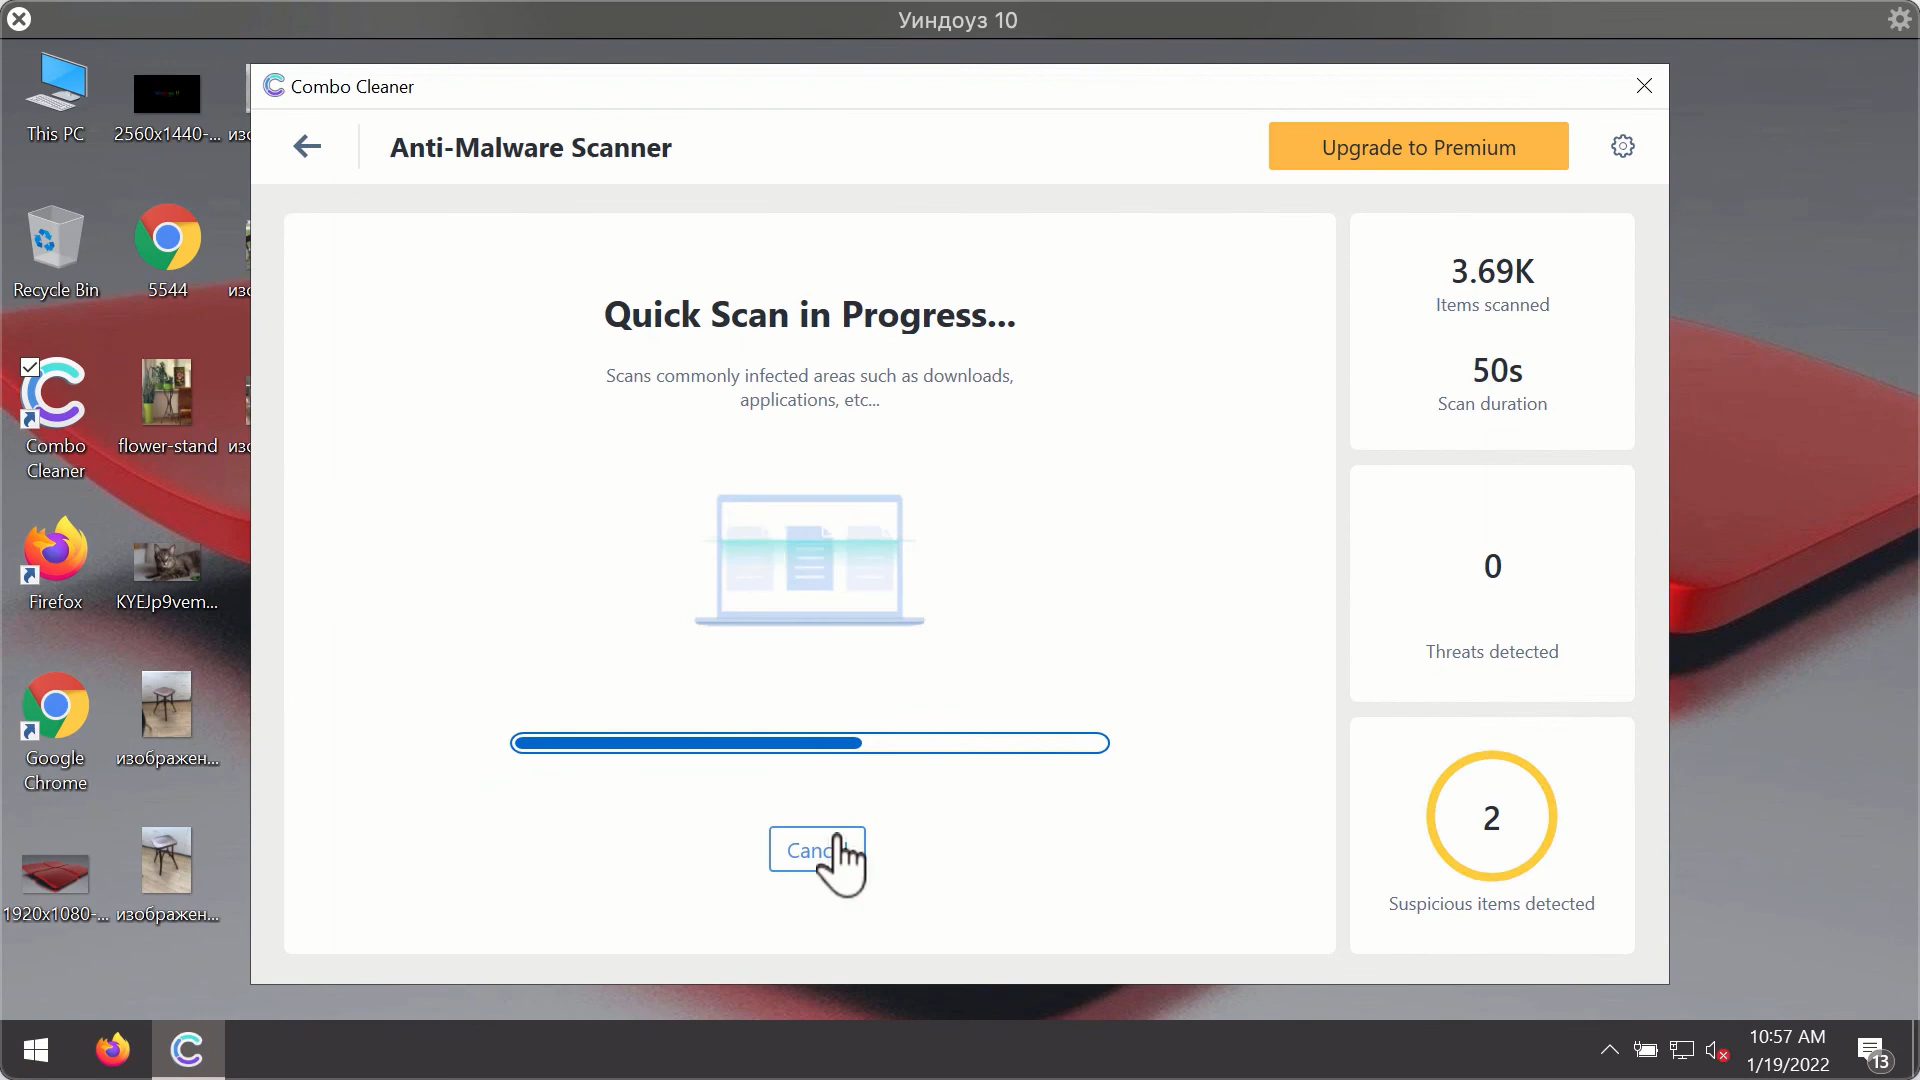 Уиндоуз 10
This PC
2560x1440-...
Recycle Bin
5544
Combo
Cleaner
flower-stand
Firefox
KYEJp9vem...
Google
Chrome
изображен...
1920x1080-...
изображен...
Combo Cleaner
Anti-Malware Scanner
Upgrade to Premium
Quick Scan in Progress...
Scans commonly infected areas such as downloads,
applications, etc...
3.69K
Items scanned
50s
Scan duration
0
Threats detected
2
Suspicious items detected
10:57 AM
1/19/2022
13